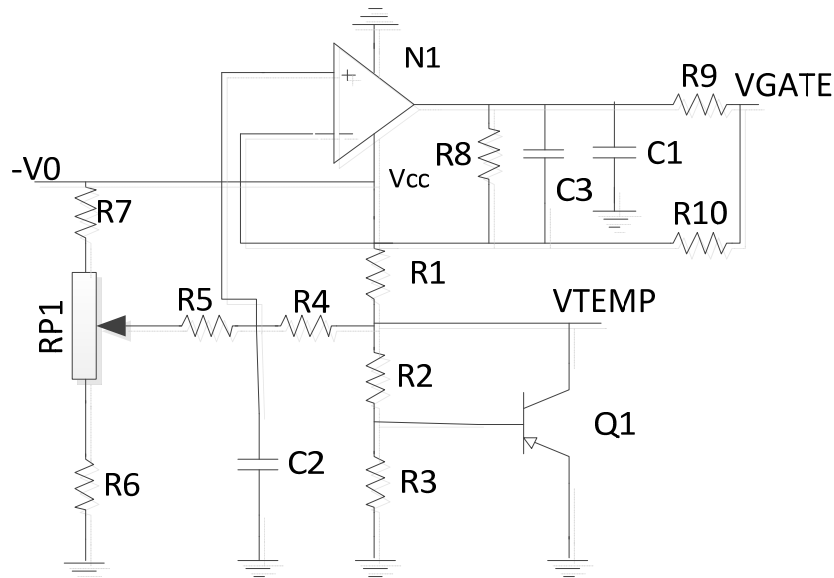 N1
+
R9
VGATE
R8
C1
-V0
Vcc
C3
R7
R10
R1
VTEMP
R5
R4
RP1
R2
Q1
C2
R3
R6